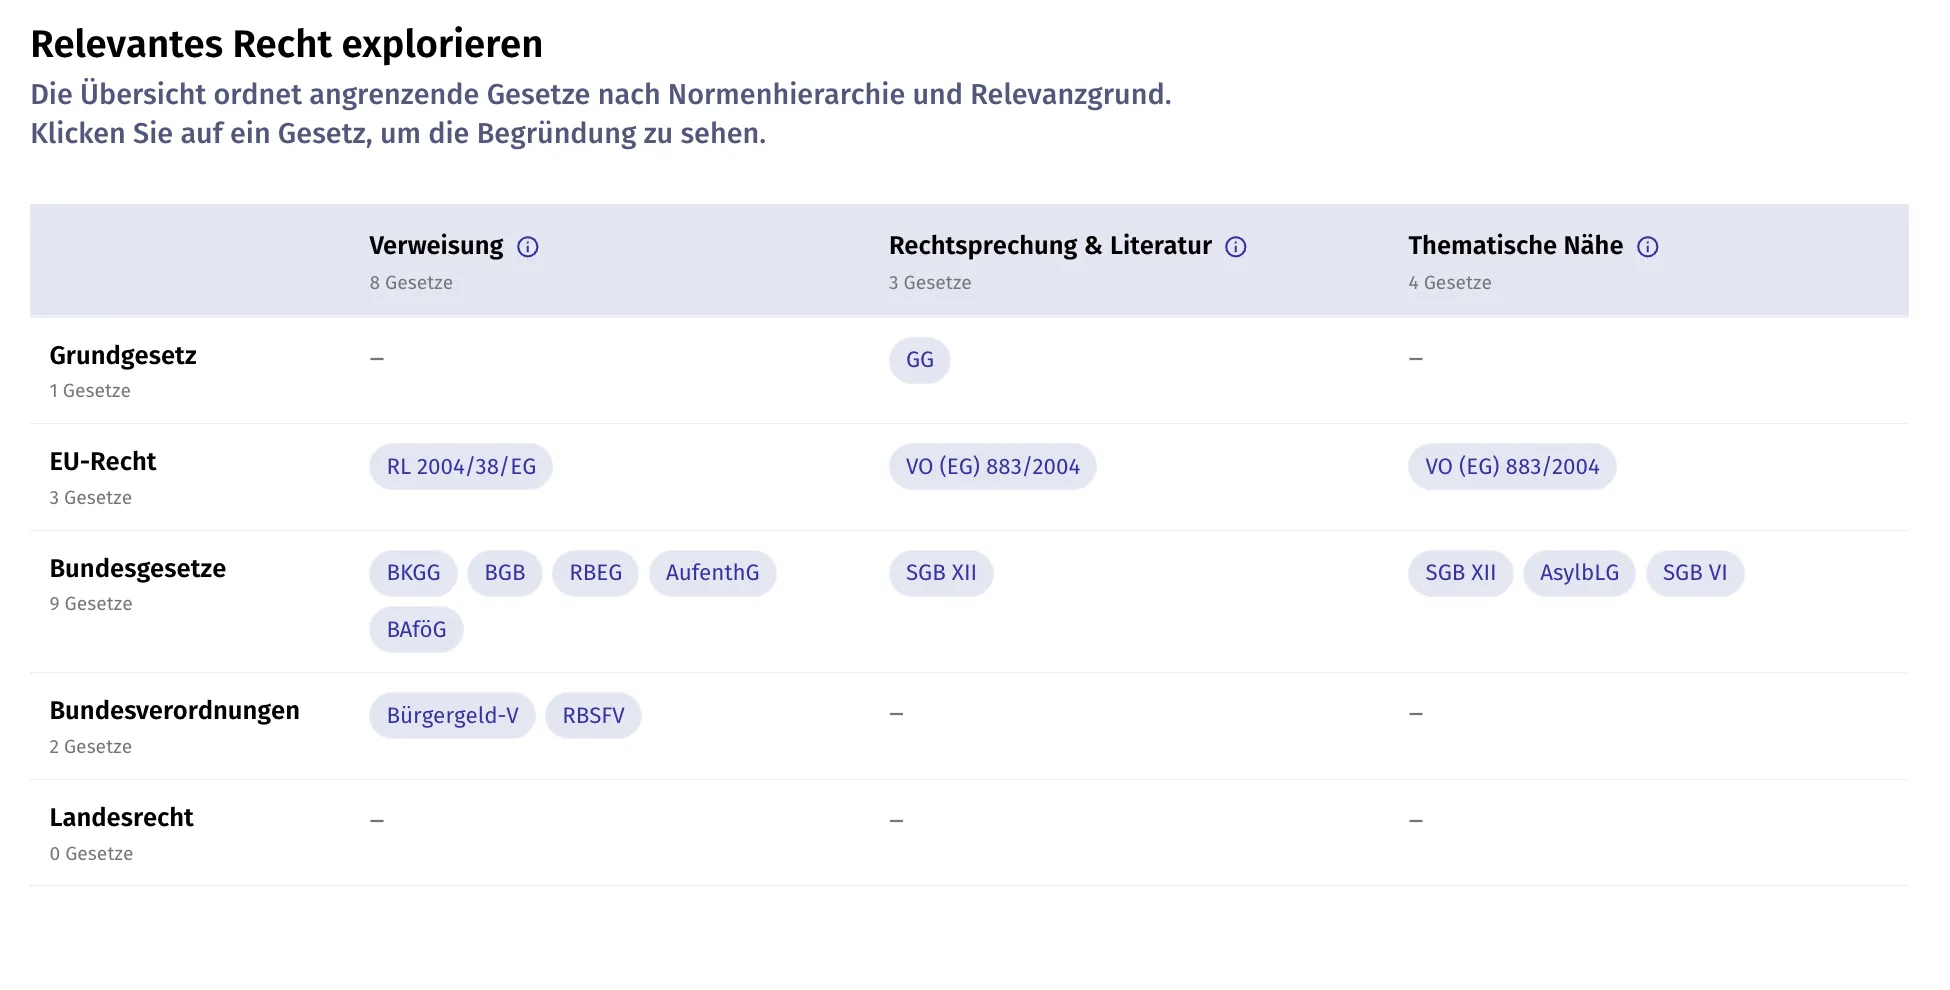 Relevantes Recht explorieren
Die Übersicht ordnet angrenzende Gesetze nach Normenhierarchie und Relevanzgrund.
Klicken Sie auf ein Gesetz, um die Begründung zu sehen.
Verweisung Rechtsprechung & Literatur Thematische Nähe
8 Gesetze 3 Gesetze 4 Gesetze
Grundgesetz – GG –
1 Gesetze
EU-Recht RL 2004/38/EG VO (EG) 883/2004 VO (EG) 883/2004
3 Gesetze
Bundesgesetze BKGG BGB RBEG AufenthG SGB XII SGB XII AsylbLG SGB VI
9 Gesetze
BAföG
Bundesverordnungen Bürgergeld-V RBSFV – –
2 Gesetze
Landesrecht – – –
0 Gesetze